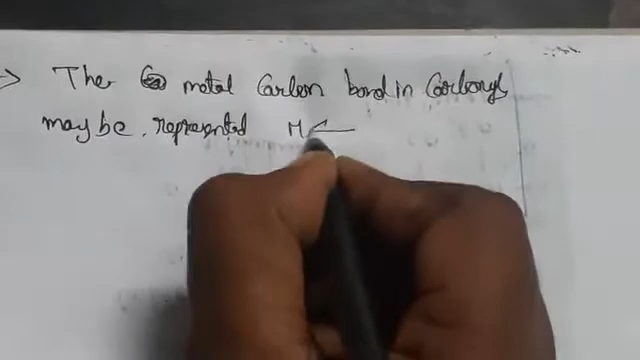 → The metal Carbon bond in Carbonyls
may be represented M ←